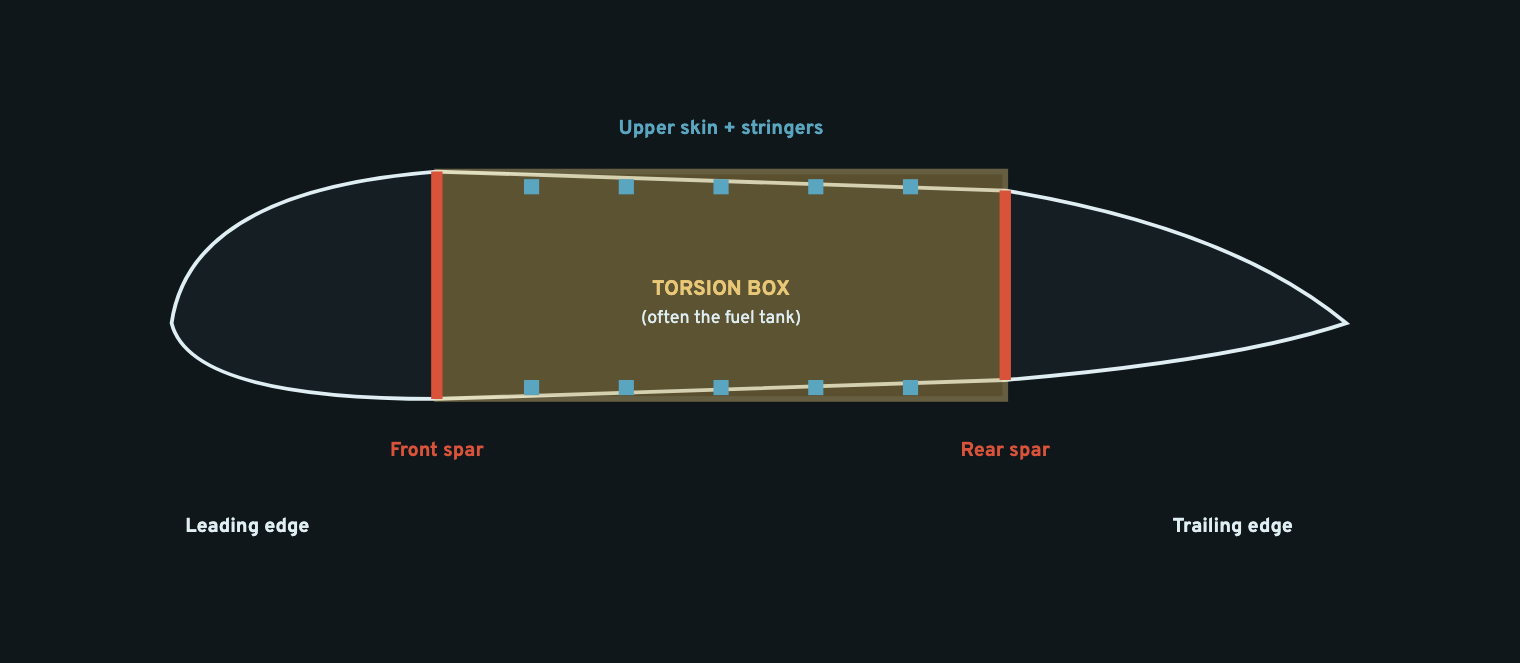 Upper skin + stringers
TORSION BOX
(often the fuel tank)
Front spar
Rear spar
Leading edge
Trailing edge